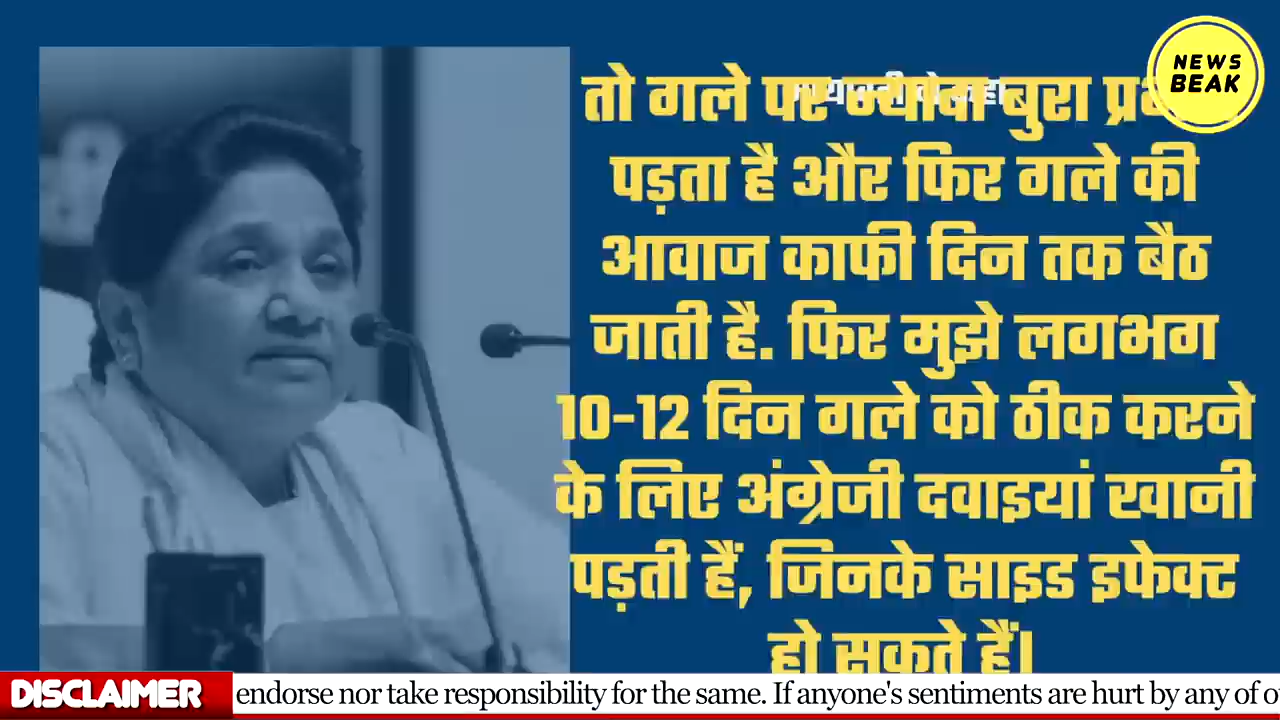 NEWS
BEAK
तो गले पर ज्यादा बुरा
पड़ता है और फिर गले की
आवाज काफी दिन तक बैठ
जाती है. फिर मुझे लगभग
10-12 दिन गले को ठीक करने
के लिए अंग्रेजी दवाइयां खानी
पड़ती हैं, जिनके साइड इफेक्ट
हो सकते हैं।
DISCLAIMER endorse nor take responsibility for the same. If anyone's sentiments are hurt by any of